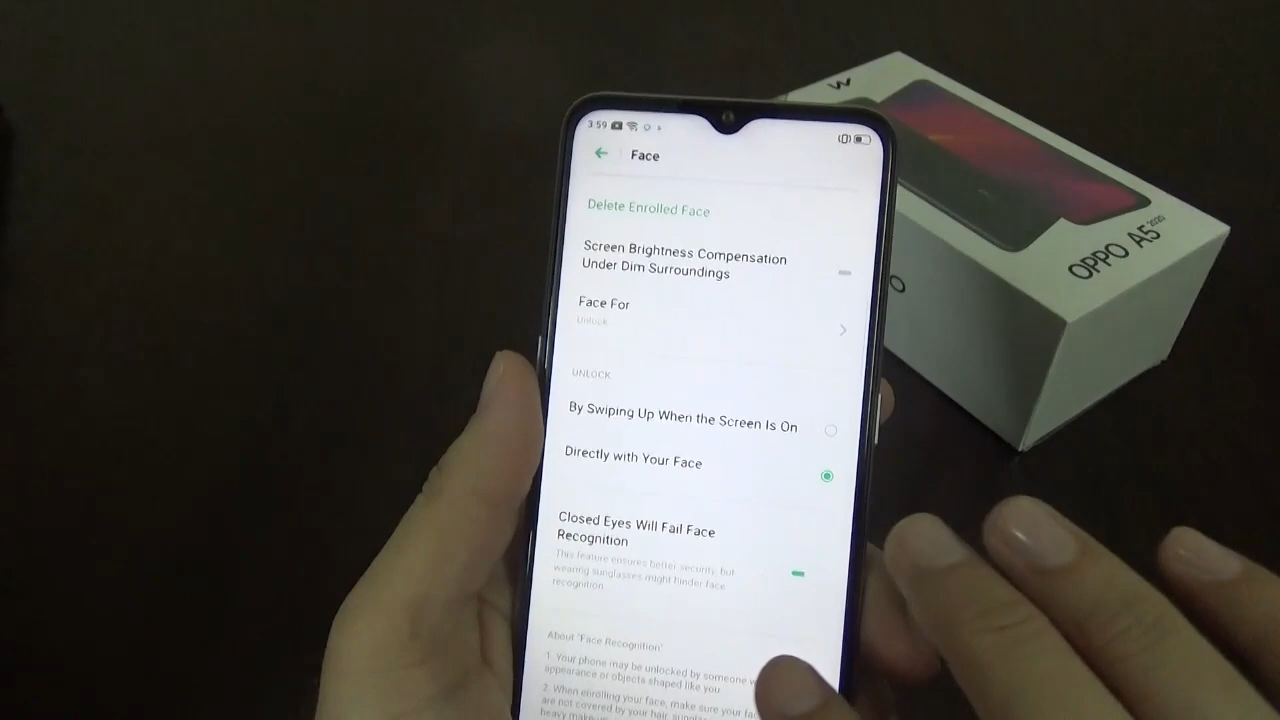 3:59
Face
Delete Enrolled Face
Screen Brightness Compensation
Under Dim Surroundings
Face For
Unlock
UNLOCK
By Swiping Up When the Screen Is On
Directly with Your Face
Closed Eyes Will Fail Face
Recognition
This feature ensures better security, but
wearing sunglasses might hinder face
recognition.
About "Face Recognition"
1. Your phone may be unlocked by someone
appearance or objects shaped like you.
2. When enrolling your face, make sure your
are not covered by your hair,
heavy
OPPO A5 2020